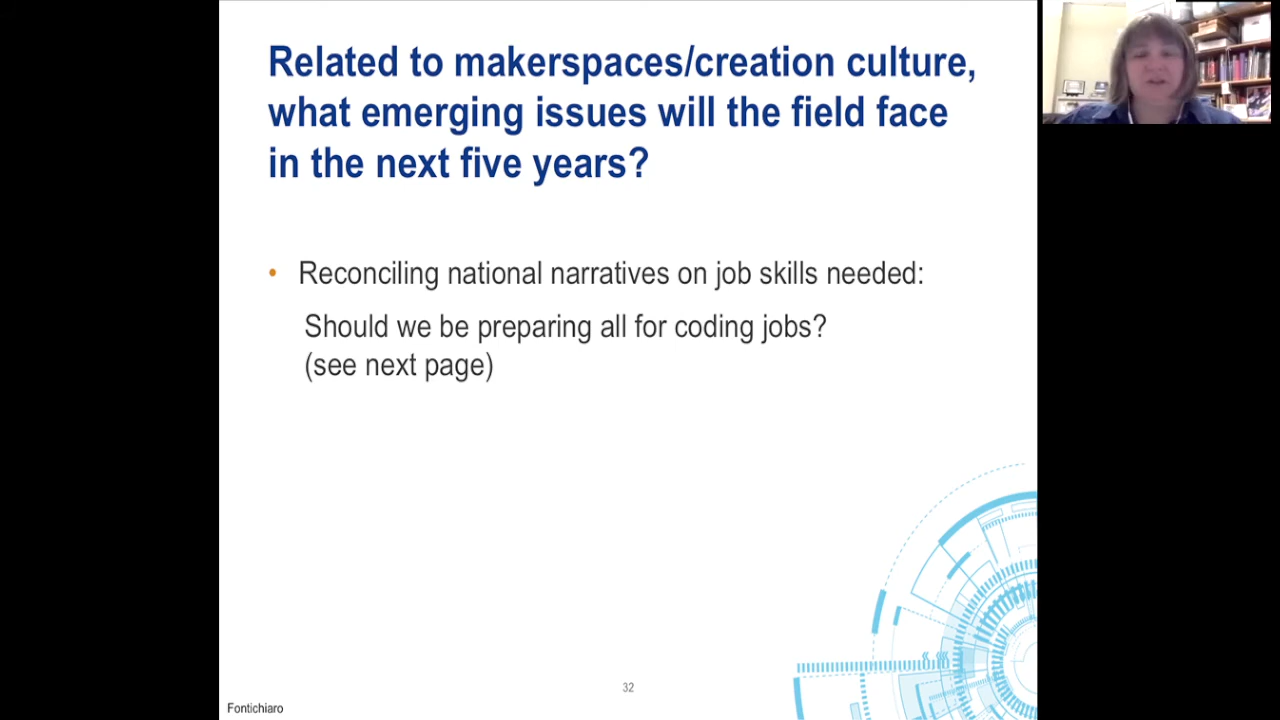 Related to makerspaces/creation culture,
what emerging issues will the field face
in the next five years?
• Reconciling national narratives on job skills needed:
Should we be preparing all for coding jobs?
(see next page)
32
Fontichiaro